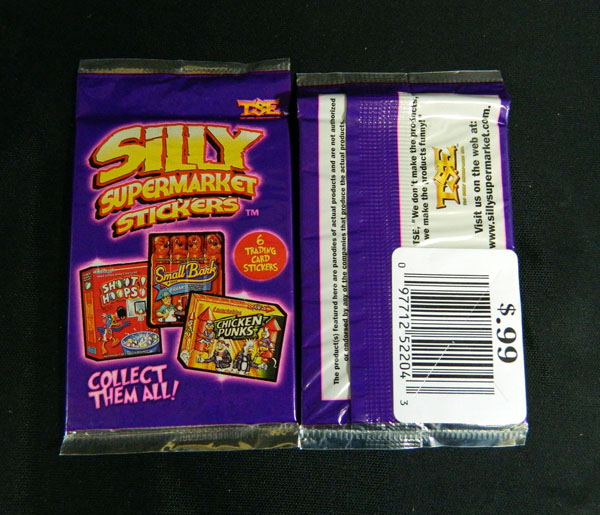 TSE
SILLY
SUPERMARKET
STICKERS™
6
TRADING
CARD
STICKERS
Small Bark
SHOOT
HOOPS
CHICKEN
PUNKS
COLLECT
THEM ALL!
The product(s) featured here are parodies of actual products and are not authorized
or endorsed by any of the companies that produce the actual products.
TSE, "We don't make the products,
we make the products funny!"
TSE
Visit us on the web at:
www.sillysupermarket.com.
$.99
0 97712 52204 3